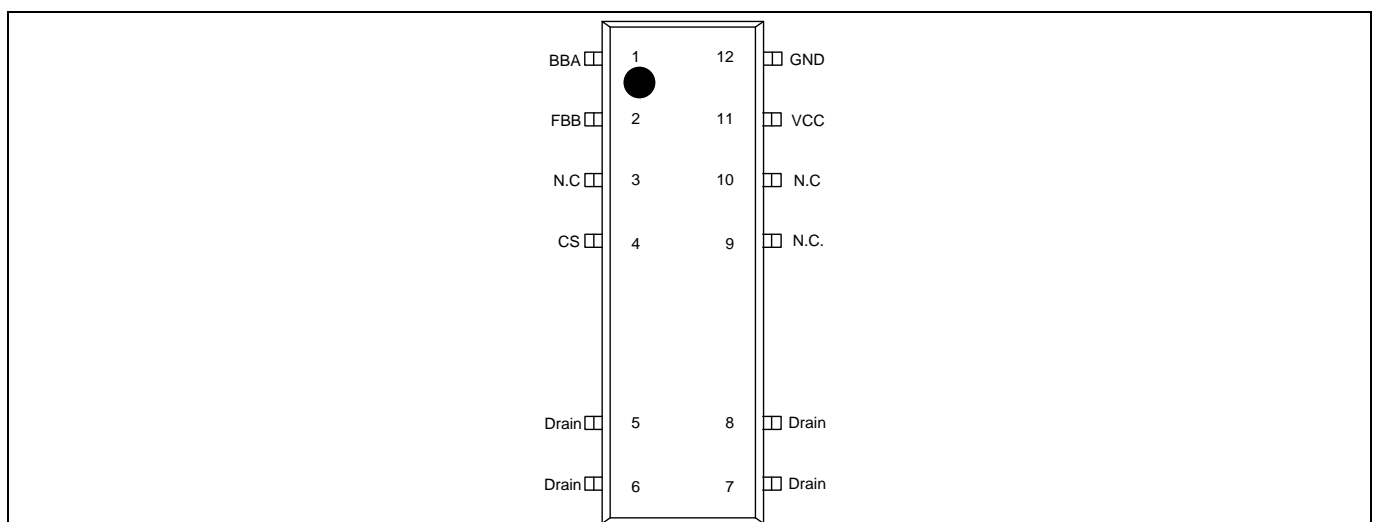 BBA 1 12 GND
FBB 2 11 VCC
N.C 3 10 N.C
CS 4 9 N.C.
Drain 5 8 Drain
Drain 6 7 Drain